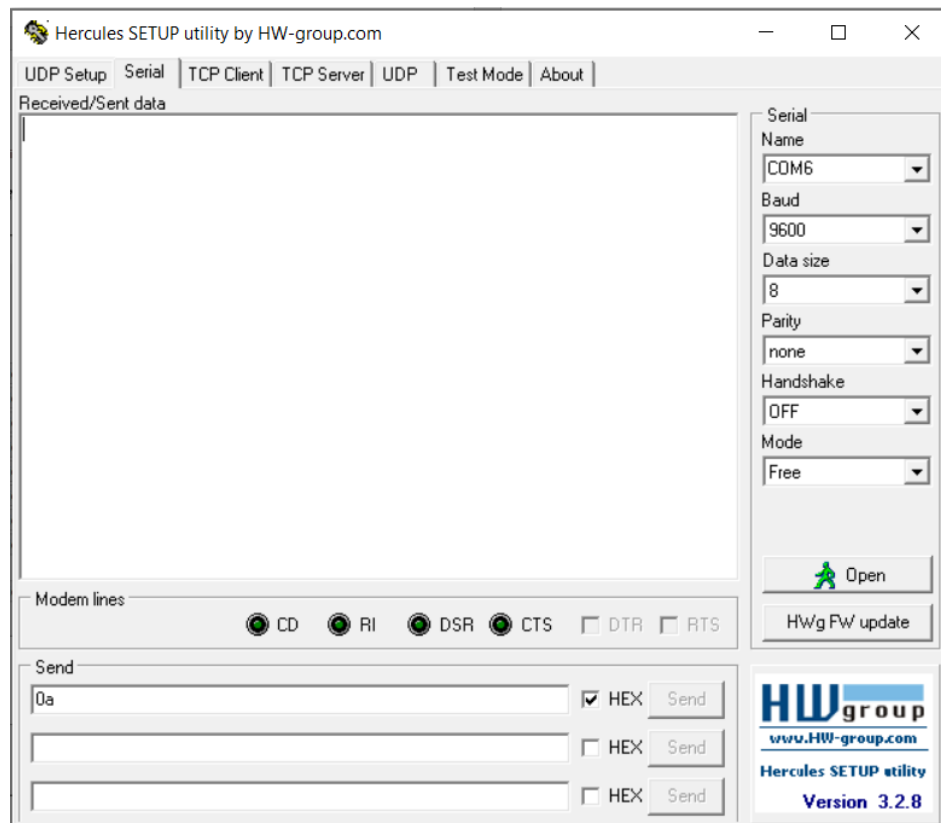 Hercules SETUP utility by HW-group.com
UDP Setup Serial TCP Client TCP Server UDP Test Mode About
Received/Sent data
Serial
Name
COM6
Baud
9600
Data size
8
Parity
none
Handshake
OFF
Mode
Free
Open
HWg FW update
Modem lines
CD RI DSR CTS DTR RTS
Send
0a HEX Send
HEX Send
HEX Send
HWgroup
www.HW-group.com
Hercules SETUP utility
Version 3.2.8